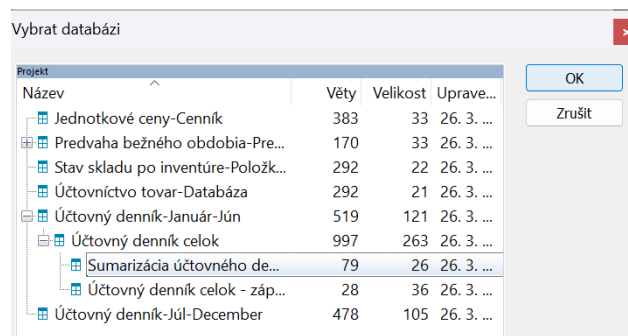 Vybrat databázi
Projekt
OK
Název Věty Velikost Uprave...
Zrušit
Jednotkové ceny-Cenník 383 33 26. 3. ...
Predvaha bežného obdobia-Pre... 170 33 26. 3. ...
Stav skladu po inventúre-Položk... 292 22 26. 3. ...
Účtovníctvo tovar-Databáza 292 21 26. 3. ...
Účtovný denník-Január-Jún 519 121 26. 3. ...
Účtovný denník celok 997 263 26. 3. ...
Sumarizácia účtovného de... 79 26 26. 3. ...
Účtovný denník celok - záp... 28 36 26. 3. ...
Účtovný denník-Júl-December 478 105 26. 3. ...